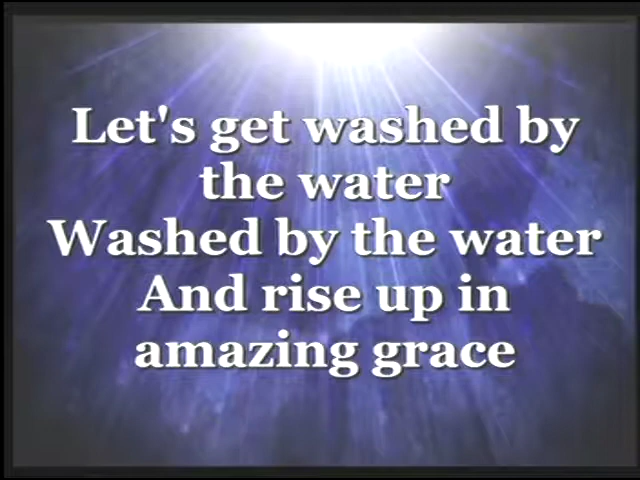 Let's get washed by
the water
Washed by the water
And rise up in
amazing grace